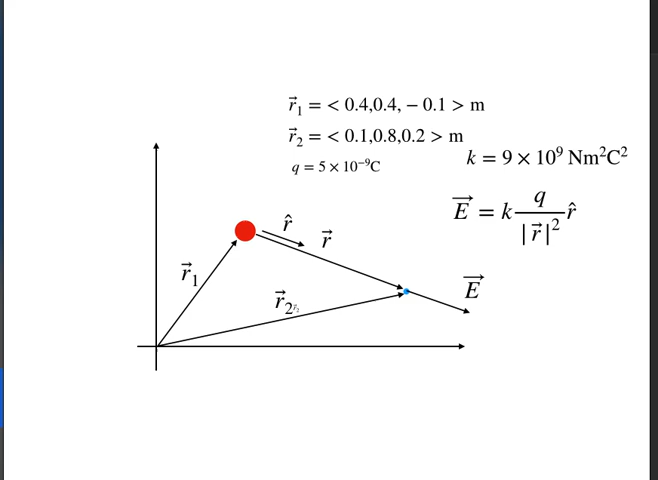 r⃗₁ = < 0.4,0.4, − 0.1 > m
r⃗₂ = < 0.1,0.8,0.2 > m
q = 5 × 10⁻⁹C
k = 9 × 10⁹ Nm²C²
E⃗ = k q/|r⃗|² r̂
r̂
r⃗
r⃗₁
r⃗₂
E⃗